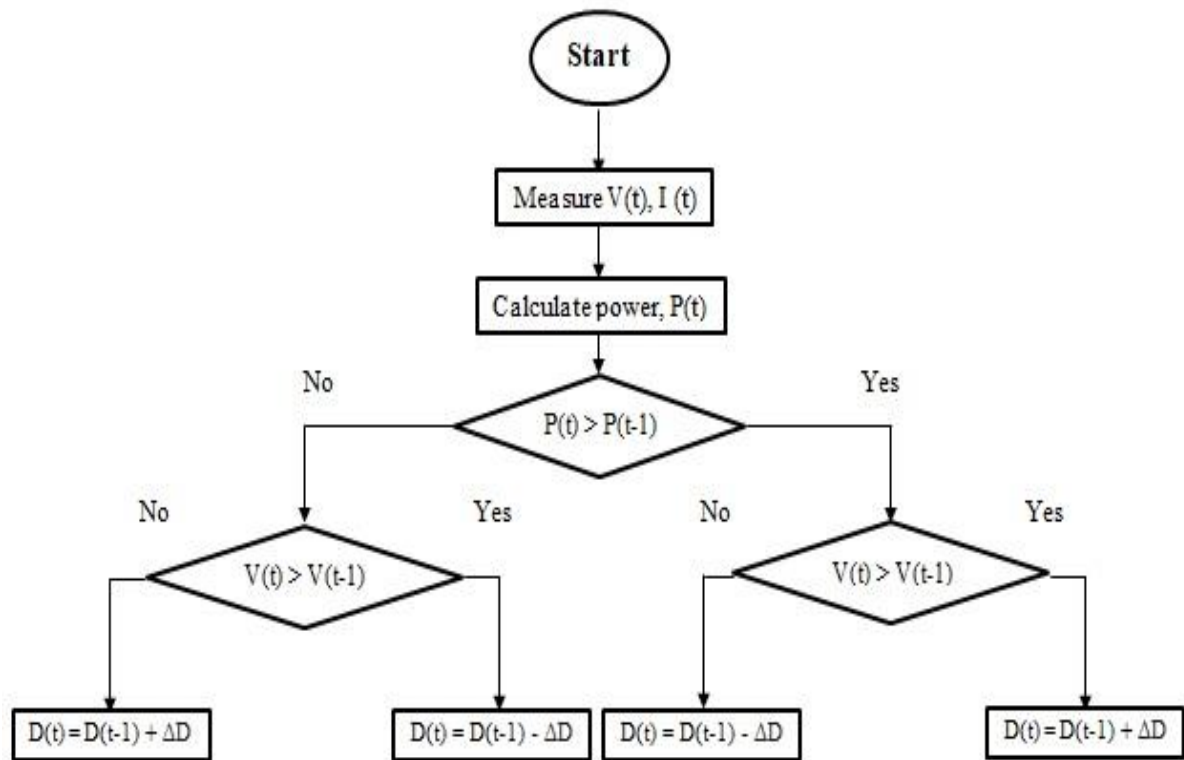 Start
Measure V(t), I (t)
Calculate power, P(t)
No
Yes
P(t) > P(t-1)
No
Yes
No
Yes
V(t) > V(t-1)
V(t) > V(t-1)
D(t) = D(t-1) + ΔD
D(t) = D(t-1) - ΔD
D(t) = D(t-1) - ΔD
D(t) = D(t-1) + ΔD